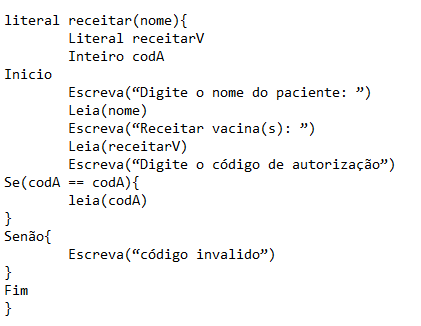 literal receitar(nome){
Literal receitarV
Inteiro codA
Inicio
Escreva(“Digite o nome do paciente: ”)
Leia(nome)
Escreva(“Receitar vacina(s): ”)
Leia(receitarV)
Escreva(“Digite o código de autorização”)
Se(codA == codA){
leia(codA)
}
Senão{
Escreva(“código invalido”)
}
Fim
}